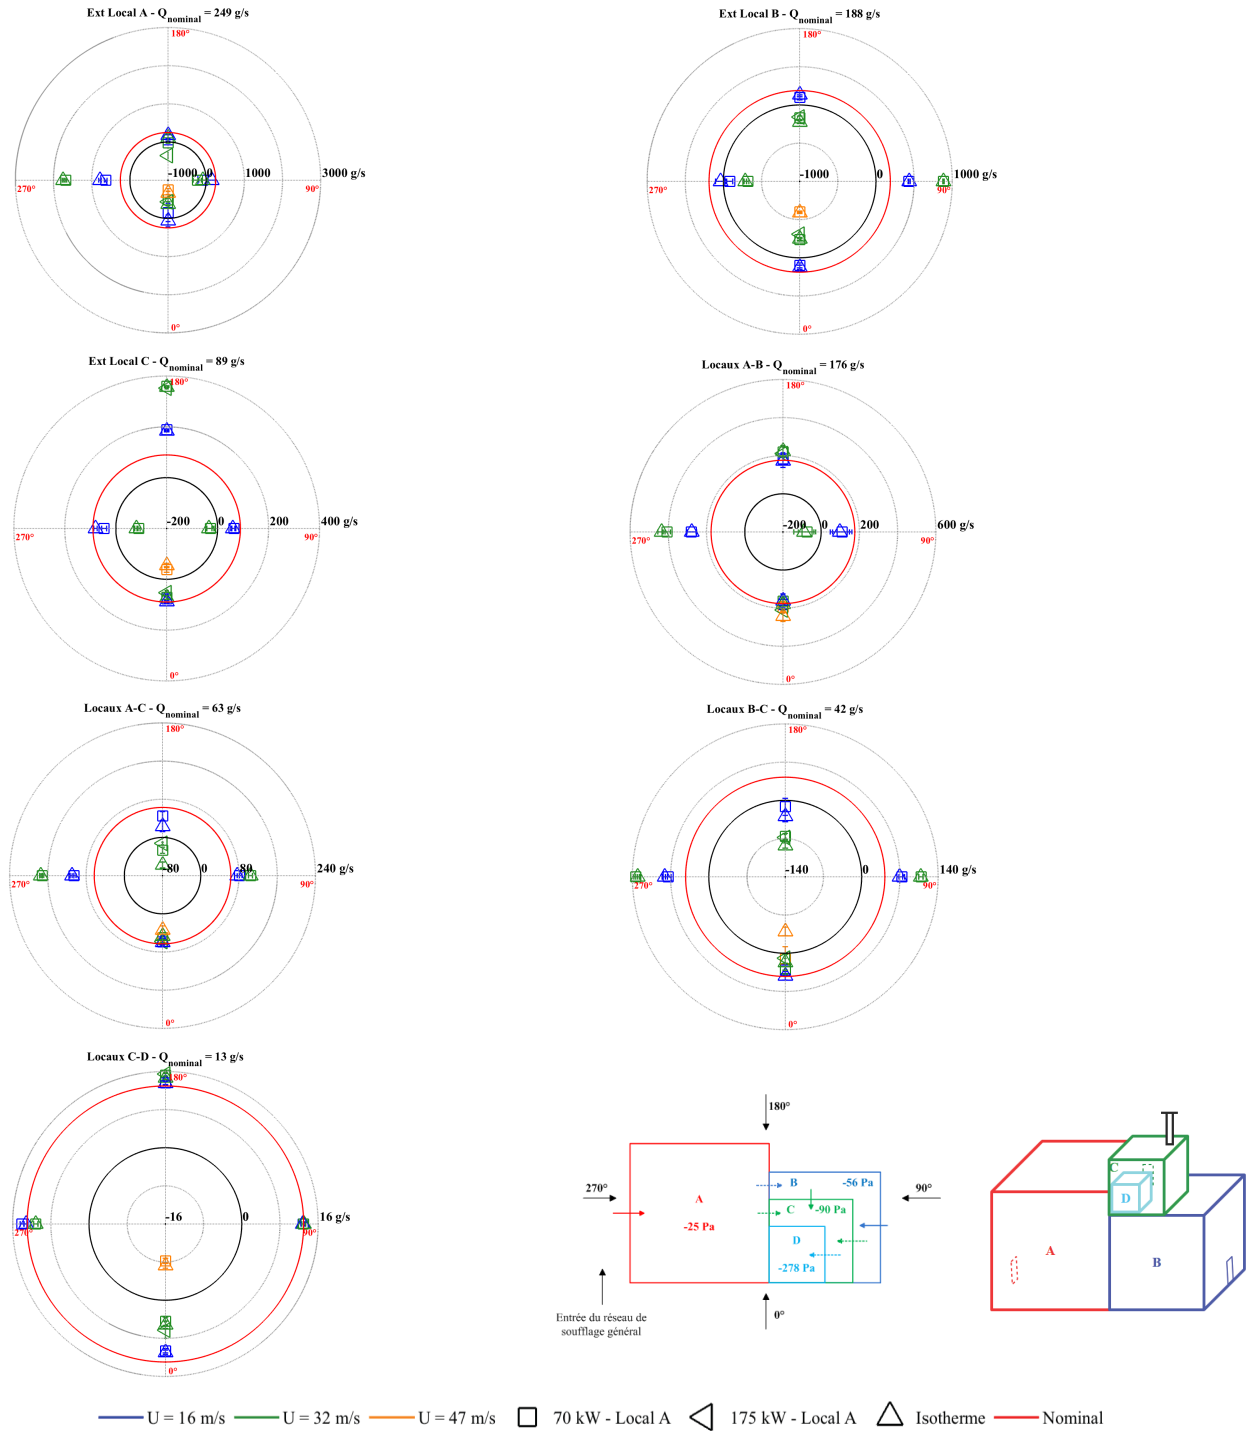 Ext Local A - Qnominal = 249 g/s
180°
-1000
0
1000
3000 g/s
270°
90°
0°
Ext Local B - Qnominal = 188 g/s
180°
-1000
0
1000 g/s
270°
90°
0°
Ext Local C - Qnominal = 89 g/s
180°
-200
0
200
400 g/s
270°
90°
0°
Locaux A-B - Qnominal = 176 g/s
180°
-200
0
200
600 g/s
270°
90°
0°
Locaux A-C - Qnominal = 63 g/s
180°
-80
0
80
240 g/s
270°
90°
0°
Locaux B-C - Qnominal = 42 g/s
180°
-140
0
140 g/s
270°
90°
0°
Locaux C-D - Qnominal = 13 g/s
180°
-16
0
16 g/s
270°
90°
0°
180°
270°
90°
B
-56 Pa
A
-25 Pa
C
-90 Pa
D
-278 Pa
0°
Entrée du réseau de
soufflage général
C
D
A
B
U = 16 m/s U = 32 m/s U = 47 m/s 70 kW - Local A 175 kW - Local A Isotherme Nominal